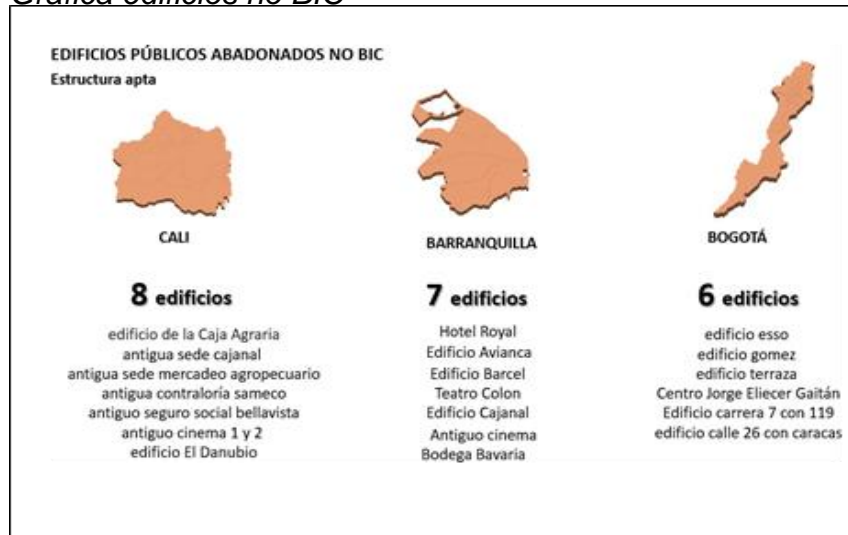 Gráfica edificios no BIC
EDIFICIOS PÚBLICOS ABADONADOS NO BIC
Estructura apta
CALI
8 edificios
edificio de la Caja Agraria
antigua sede cajanal
antigua sede mercadeo agropecuario
antigua contraloría sameco
antiguo seguro social bellavista
antiguo cinema 1 y 2
edificio El Danubio
BARRANQUILLA
7 edificios
Hotel Royal
Edificio Avianca
Edificio Barcel
Teatro Colon
Edificio Cajanal
Antiguo cinema
Bodega Bavaria
BOGOTÁ
6 edificios
edificio esso
edificio gomez
edificio terraza
Centro Jorge Eliecer Gaitán
Edificio carrera 7 con 119
edificio calle 26 con caracas